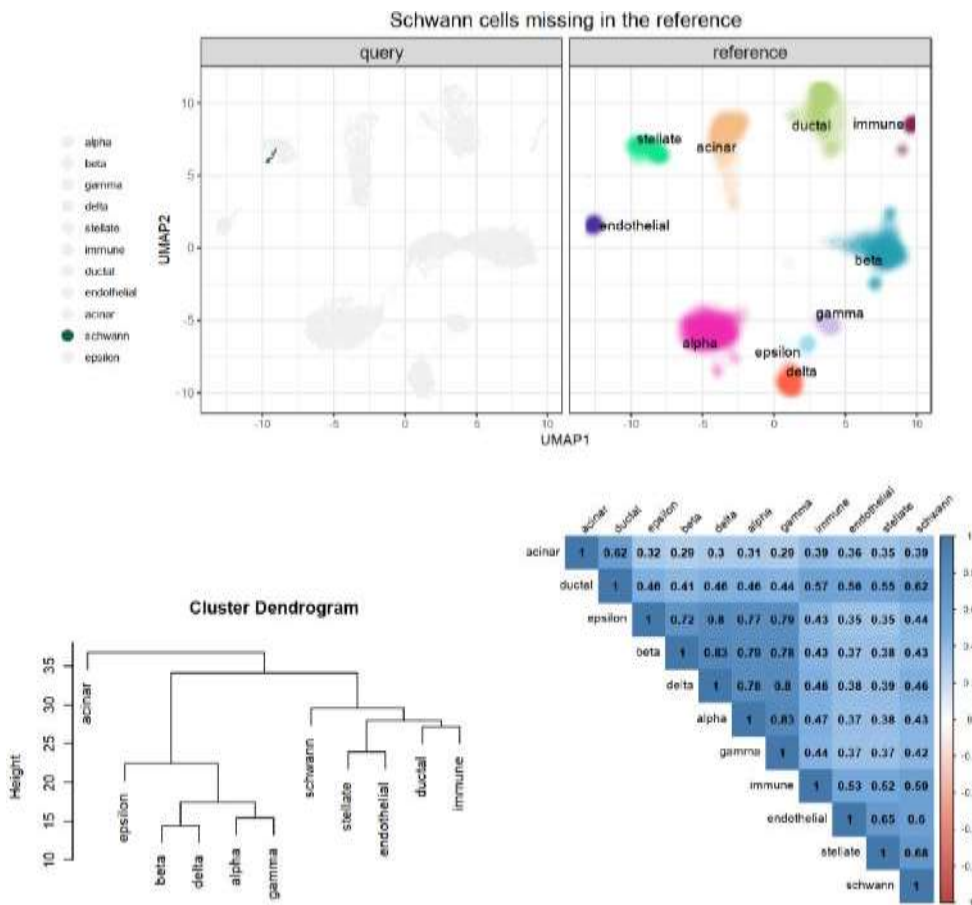 Schwann cells missing in the reference
query
reference
alpha
beta
gamma
delta
stellate
immune
ductal
endothelial
acinar
schwann
epsilon
UMAP2
10
5
0
-5
-10
stellate
acinar
ductal
immune
endothelial
beta
gamma
alpha
epsilon
delta
-10 -5 0 5 10 -10 -5 0 5 10
UMAP1
Cluster Dendrogram
Height
10 15 20 25 30 35
acinar
epsilon
beta
delta
alpha
gamma
schwann
stellate
endothelial
ductal
immune
acinar ductal epsilon beta delta alpha gamma immune endothelial stellate schwann
acinar 1 0.62 0.32 0.29 0.3 0.31 0.29 0.39 0.36 0.35 0.39
ductal 1 0.46 0.41 0.46 0.46 0.44 0.57 0.56 0.55 0.62
epsilon 1 0.72 0.8 0.77 0.79 0.43 0.35 0.35 0.44
beta 1 0.83 0.79 0.78 0.43 0.37 0.38 0.43
delta 1 0.78 0.8 0.46 0.38 0.39 0.46
alpha 1 0.83 0.47 0.37 0.38 0.43
gamma 1 0.44 0.37 0.37 0.42
immune 1 0.53 0.52 0.59
endothelial 1 0.65 0.6
stellate 1 0.68
schwann 1